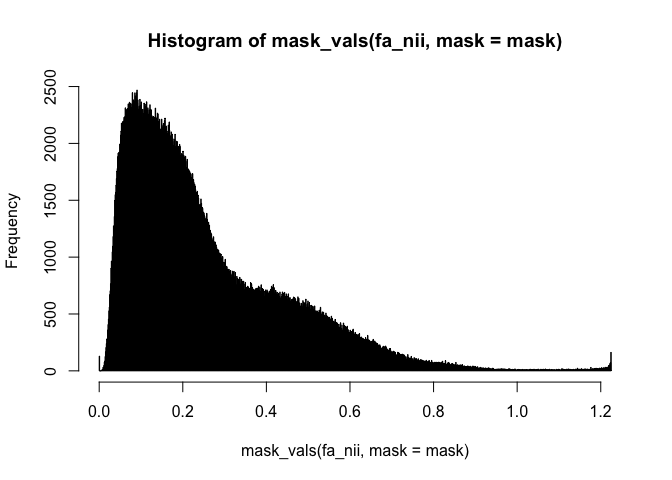 Histogram of mask_vals(fa_nii, mask = mask)
Frequency
2500
2000
1500
1000
500
0
0.0 0.2 0.4 0.6 0.8 1.0 1.2
mask_vals(fa_nii, mask = mask)